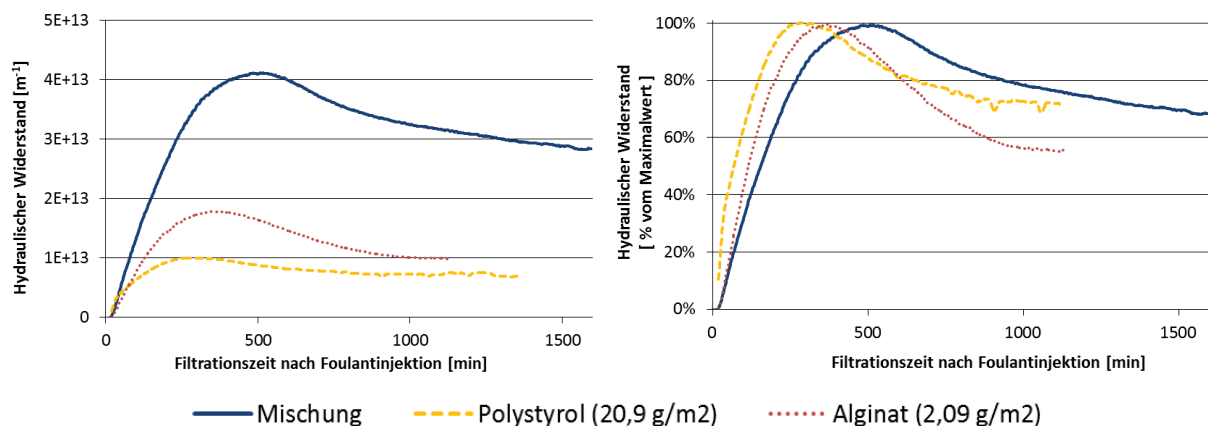 Hydraulischer Widerstand [m⁻¹]
5E+13
4E+13
3E+13
2E+13
1E+13
0
0 500 1000 1500
Filtrationszeit nach Foulantinjektion [min]
Hydraulischer Widerstand
[ % vom Maximalwert ]
100%
80%
60%
40%
20%
0%
0 500 1000 1500
Filtrationszeit nach Foulantinjektion [min]
Mischung Polystyrol (20,9 g/m2) Alginat (2,09 g/m2)